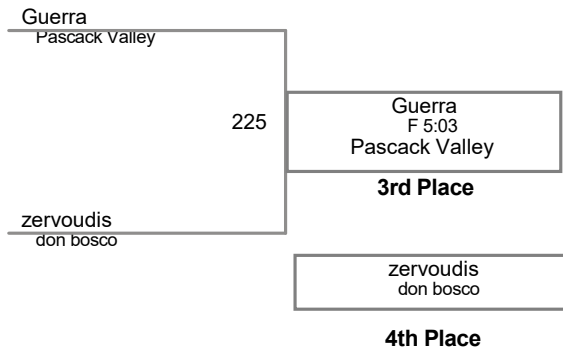 Guerra
Pascack Valley
225
Guerra
F 5:03
Pascack Valley
3rd Place
zervoudis
don bosco
zervoudis
don bosco
4th Place